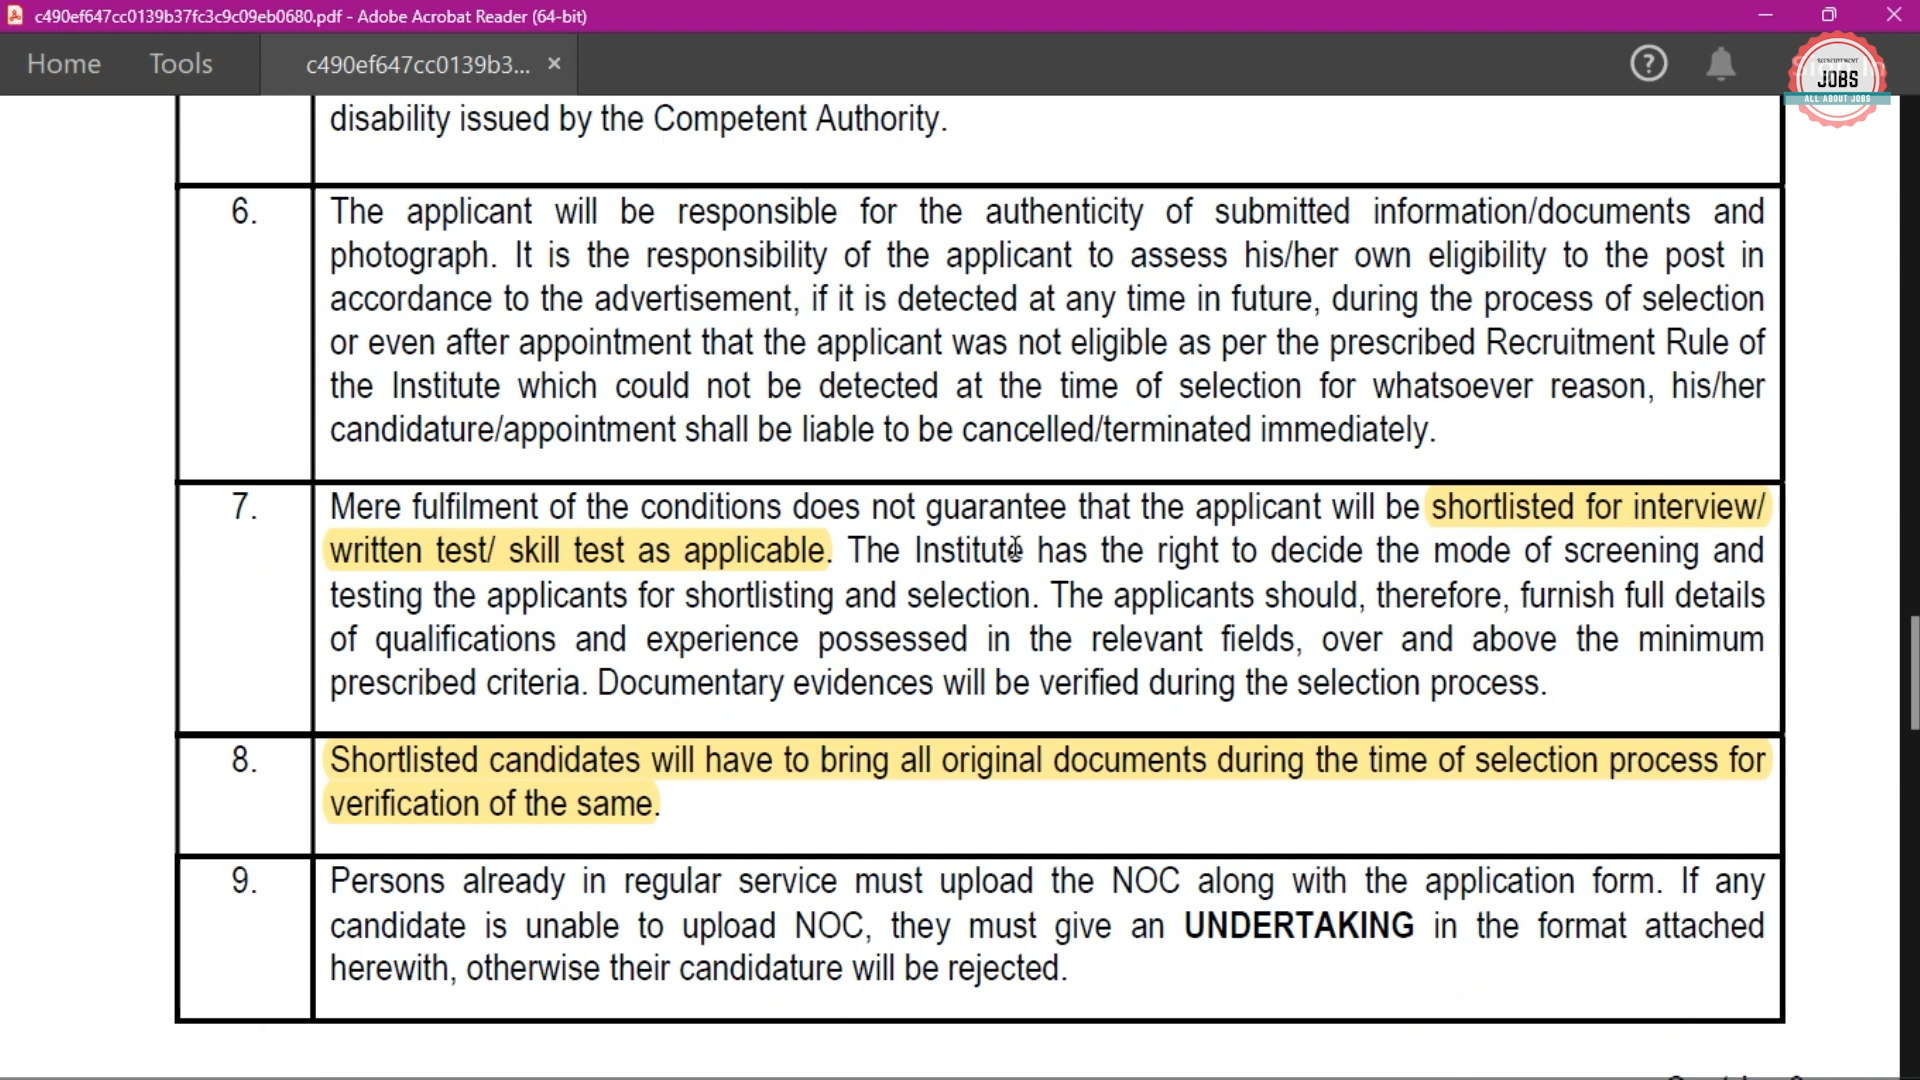 c490ef647cc0139b37fc3c9c09eb0680.pdf - Adobe Acrobat Reader (64-bit)
Home
Tools
c490ef647cc0139b3...
RECRUITMENT
JOBS
ALL ABOUT JOBS
disability issued by the Competent Authority.
6.
The applicant will be responsible for the authenticity of submitted information/documents and
photograph. It is the responsibility of the applicant to assess his/her own eligibility to the post in
accordance to the advertisement, if it is detected at any time in future, during the process of selection
or even after appointment that the applicant was not eligible as per the prescribed Recruitment Rule of
the Institute which could not be detected at the time of selection for whatsoever reason, his/her
candidature/appointment shall be liable to be cancelled/terminated immediately.
7.
Mere fulfilment of the conditions does not guarantee that the applicant will be shortlisted for interview/
written test/ skill test as applicable. The Institute has the right to decide the mode of screening and
testing the applicants for shortlisting and selection. The applicants should, therefore, furnish full details
of qualifications and experience possessed in the relevant fields, over and above the minimum
prescribed criteria. Documentary evidences will be verified during the selection process.
8.
Shortlisted candidates will have to bring all original documents during the time of selection process for
verification of the same.
9.
Persons already in regular service must upload the NOC along with the application form. If any
candidate is unable to upload NOC, they must give an UNDERTAKING in the format attached
herewith, otherwise their candidature will be rejected.